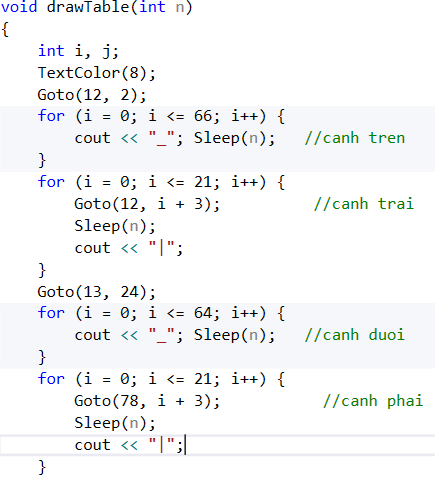 void drawTable(int n)
{
    int i, j;
    TextColor(8);
    Goto(12, 2);
    for (i = 0; i <= 66; i++) {
        cout << "_"; Sleep(n);   //canh tren
    }
    for (i = 0; i <= 21; i++) {
        Goto(12, i + 3);          //canh trai
        Sleep(n);
        cout << "|";
    }
    Goto(13, 24);
    for (i = 0; i <= 64; i++) {
        cout << "_"; Sleep(n);   //canh duoi
    }
    for (i = 0; i <= 21; i++) {
        Goto(78, i + 3);           //canh phai
        Sleep(n);
        cout << "|";
    }